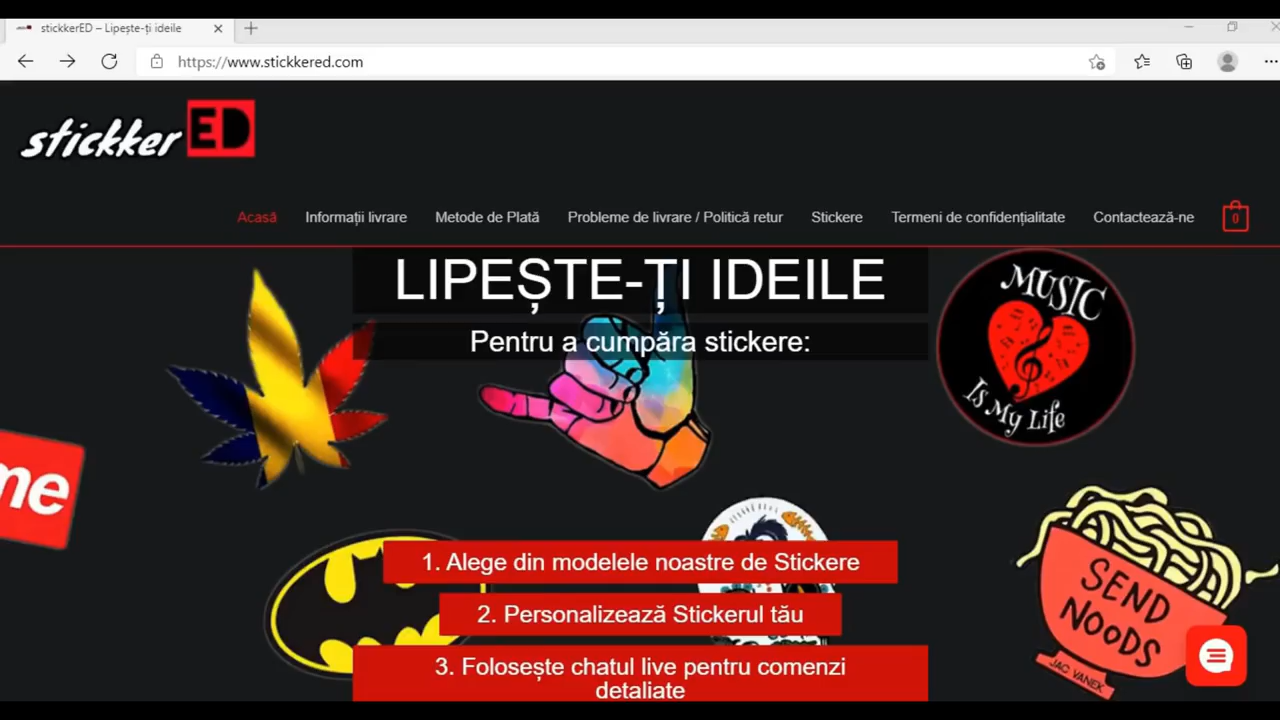 stickkerED – Lipește-ți ideile
https://www.stickkered.com
stickker ED
Acasă Informații livrare Metode de Plată Probleme de livrare / Politică retur Stickere Termeni de confidențialitate Contactează-ne 0
LIPEȘTE-ȚI IDEILE
Pentru a cumpăra stickere:
MUSIC
Is My Life
me
1. Alege din modelele noastre de Stickere
2. Personalizează Stickerul tău
3. Folosește chatul live pentru comenzi
detaliate
SEND
NOODS
JAC VANEK